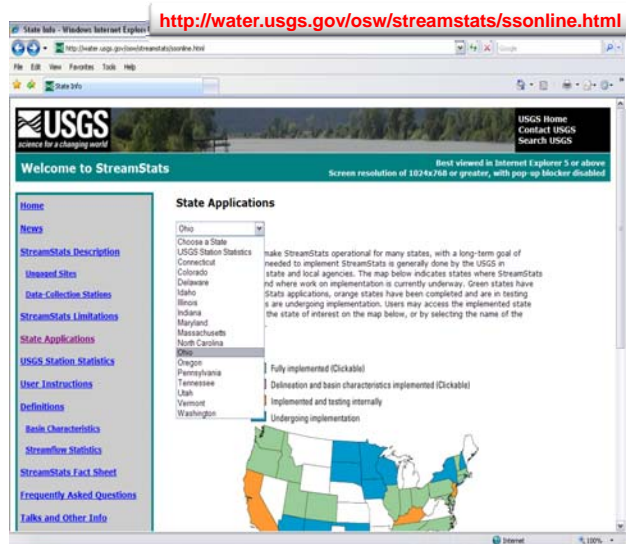 http://water.usgs.gov/osw/streamstats/ssonline.html
State Info - Windows Internet Explorer
http://water.usgs.gov/osw/streamstats/ssonline.html
File Edit View Favorites Tools Help
State Info
USGS
science for a changing world
USGS Home
Contact USGS
Search USGS
Welcome to StreamStats
Best viewed in Internet Explorer 5 or above
Screen resolution of 1024x768 or greater, with pop-up blocker disabled
Home
News
StreamStats Description
Ungaged Sites
Data-Collection Stations
StreamStats Limitations
State Applications
USGS Station Statistics
User Instructions
Definitions
Basin Characteristics
Streamflow Statistics
StreamStats Fact Sheet
Frequently Asked Questions
Talks and Other Info
State Applications
Ohio
Choose a State
USGS Station Statistics
Connecticut
Colorado
Delaware
Idaho
Illinois
Indiana
Maryland
Massachusetts
North Carolina
Ohio
Oregon
Pennsylvania
Tennessee
Utah
Vermont
Washington
make StreamStats operational for many states, with a long-term goal of
needed to implement StreamStats is generally done by the USGS in
state and local agencies. The map below indicates states where StreamStats
nd where work on implementation is currently underway. Green states have
Stats applications, orange states have been completed and are in testing
s are undergoing implementation. Users may access the implemented state
the state of interest on the map below, or by selecting the name of the
Fully implemented (Clickable)
Delineation and basin characteristics implemented (Clickable)
Implemented and testing internally
Undergoing implementation
Internet
100%